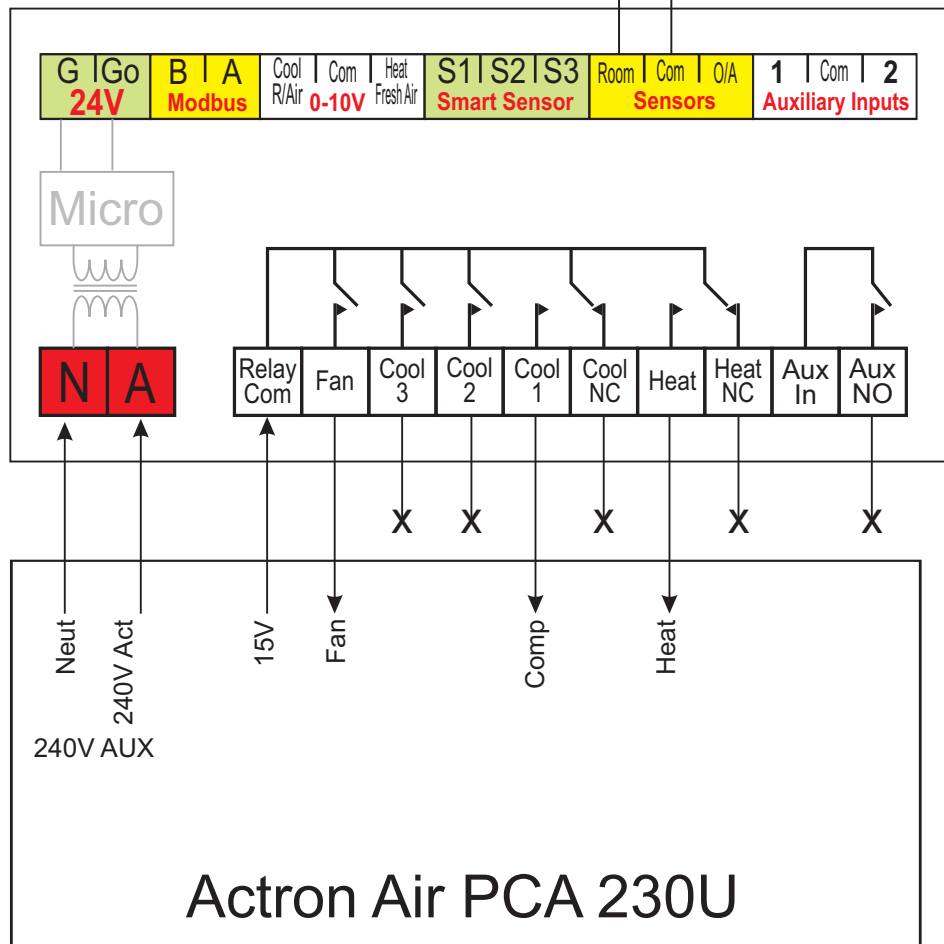 G Go B A Cool Com Heat S1 S2 S3 Room Com O/A 1 Com 2
24V Modbus R/Air 0-10V Fresh Air Smart Sensor Sensors Auxiliary Inputs
Micro
N A
Relay Com
Fan
Cool 3
Cool 2
Cool 1
Cool NC
Heat
Heat NC
Aux In
Aux NO
X X X X X
Neut
240V Act
15V
Fan
Comp
Heat
240V AUX
Actron Air PCA 230U